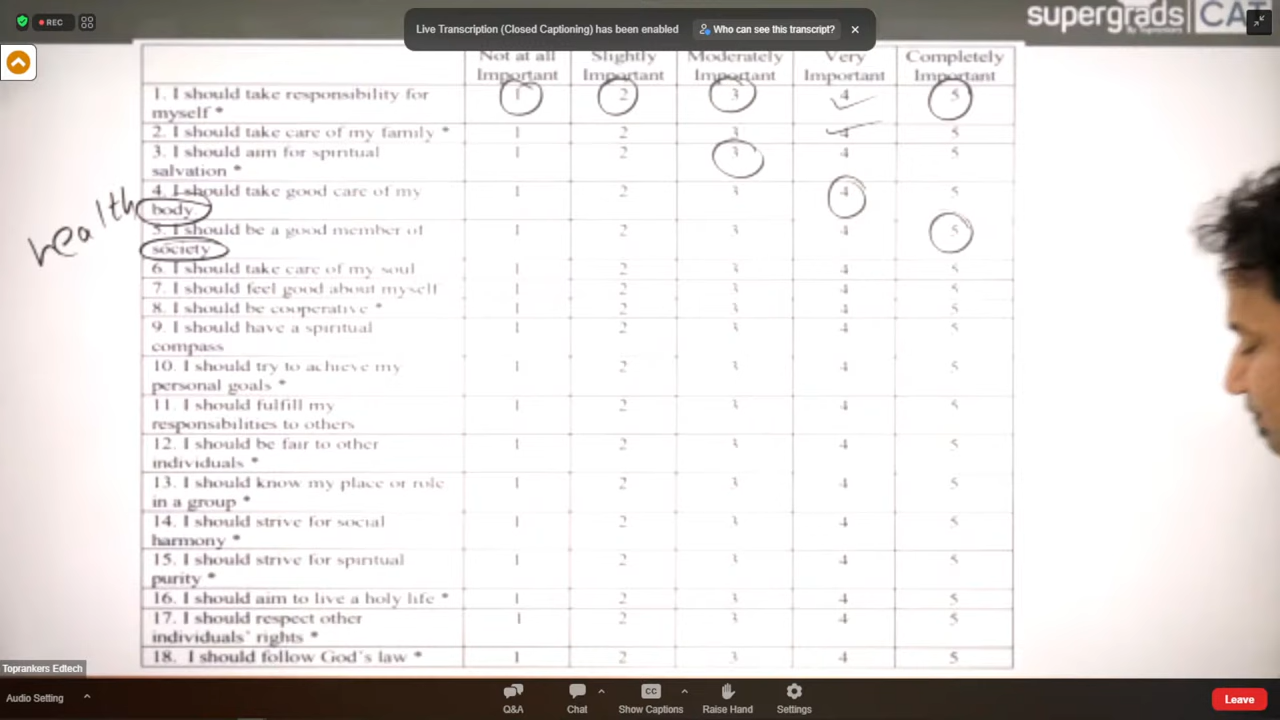 REC
Live Transcription (Closed Captioning) has been enabled
Who can see this transcript?
supergrads CAT
Not at all Important
Slightly Important
Moderately Important
Very Important
Completely Important
1. I should take responsibility for 1 2 3 4 5
myself *
2. I should take care of my family * 1 2 3 4 5
3. I should aim for spiritual 1 2 3 4 5
salvation *
4. I should take good care of my 1 2 3 4 5
health body
5. I should be a good member of 1 2 3 4 5
society
6. I should take care of my soul 1 2 3 4 5
7. I should feel good about myself 1 2 3 4 5
8. I should be cooperative * 1 2 3 4 5
9. I should have a spiritual 1 2 3 4 5
compass
10. I should try to achieve my 1 2 3 4 5
personal goals *
11. I should fulfill my 1 2 3 4 5
responsibilities to others
12. I should be fair to other 1 2 3 4 5
individuals *
13. I should know my place or role 1 2 3 4 5
in a group *
14. I should strive for social 1 2 3 4 5
harmony *
15. I should strive for spiritual 1 2 3 4 5
purity *
16. I should aim to live a holy life * 1 2 3 4 5
17. I should respect other 1 2 3 4 5
individuals' rights *
18. I should follow God's law * 1 2 3 4 5
Toprankers Edtech
Audio Setting
Q&A
Chat
CC
Show Captions
Raise Hand
Settings
Leave